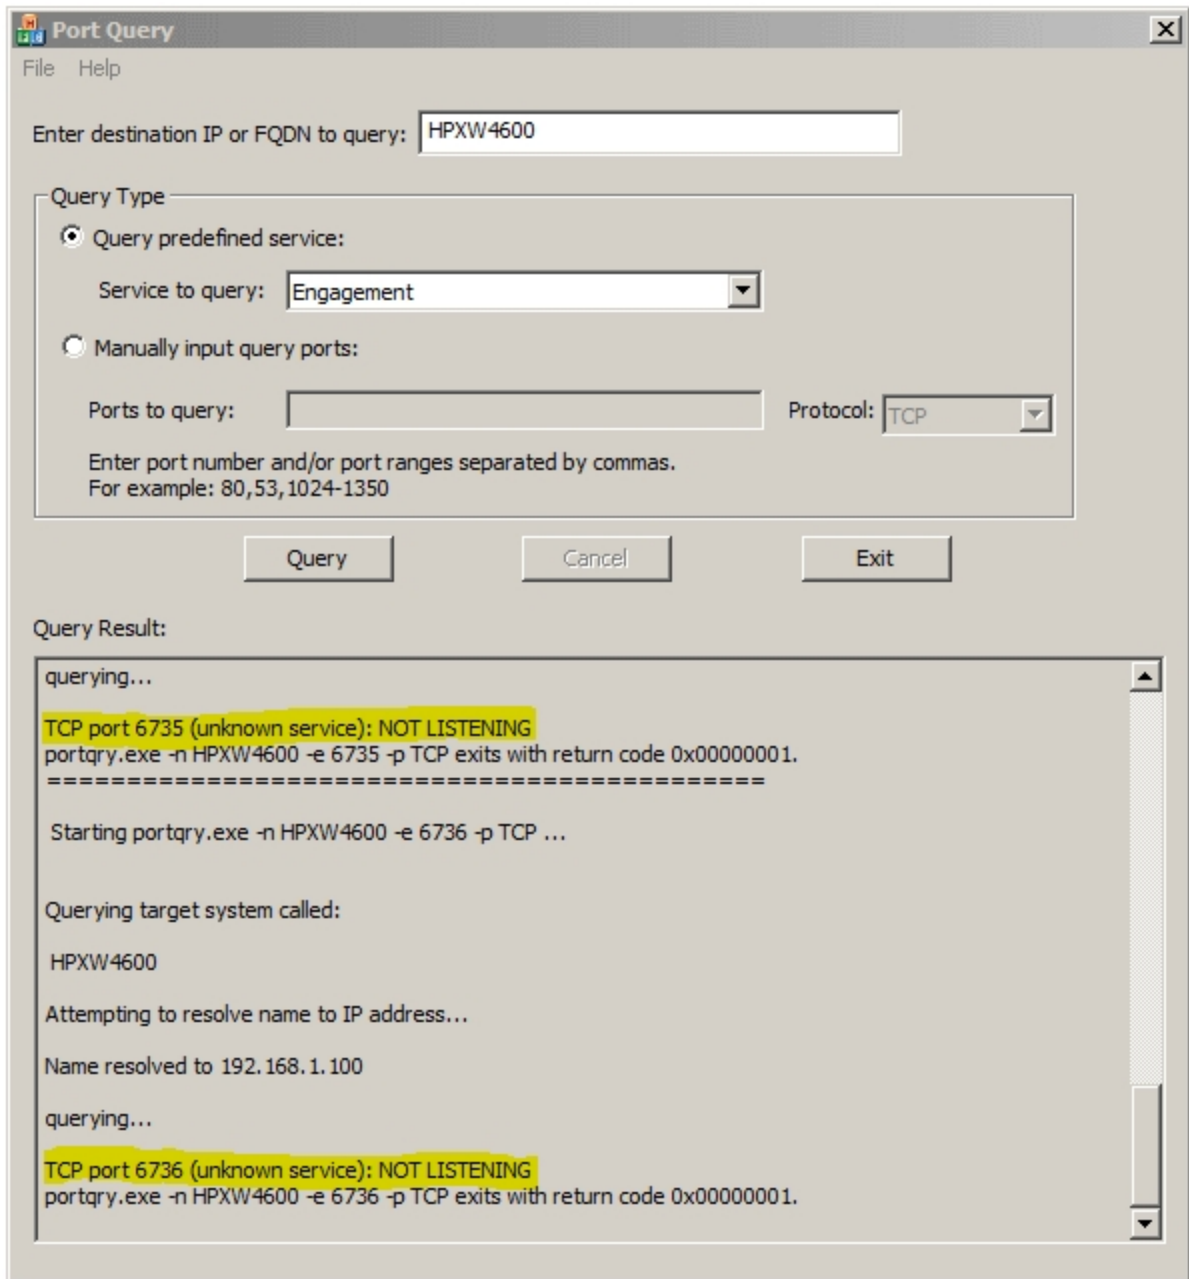 Port Query
File Help
Enter destination IP or FQDN to query: HPXW4600
Query Type
Query predefined service:
Service to query: Engagement
Manually input query ports:
Ports to query: Protocol: TCP
Enter port number and/or port ranges separated by commas.
For example: 80,53,1024-1350
Query Cancel Exit
Query Result:
querying...
TCP port 6735 (unknown service): NOT LISTENING
portqry.exe -n HPXW4600 -e 6735 -p TCP exits with return code 0x00000001.
=============================================
Starting portqry.exe -n HPXW4600 -e 6736 -p TCP ...
Querying target system called:
HPXW4600
Attempting to resolve name to IP address...
Name resolved to 192.168.1.100
querying...
TCP port 6736 (unknown service): NOT LISTENING
portqry.exe -n HPXW4600 -e 6736 -p TCP exits with return code 0x00000001.